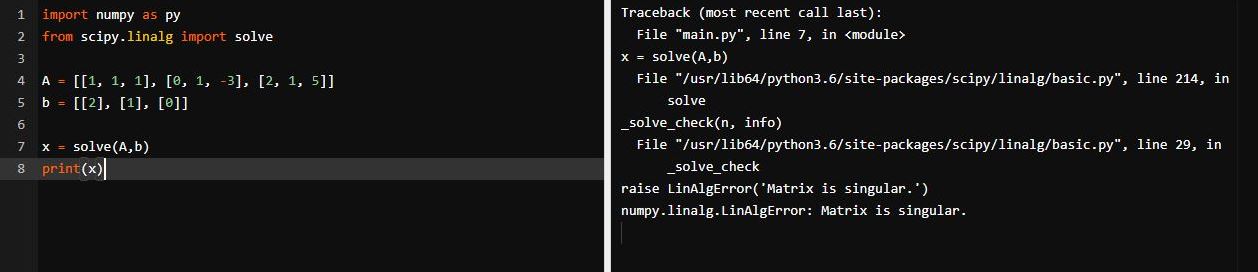 1 import numpy as py
2 from scipy.linalg import solve
3
4 A = [[1, 1, 1], [0, 1, -3], [2, 1, 5]]
5 b = [[2], [1], [0]]
6
7 x = solve(A,b)
8 print(x)
Traceback (most recent call last):
File "main.py", line 7, in <module>
x = solve(A,b)
File "/usr/lib64/python3.6/site-packages/scipy/linalg/basic.py", line 214, in
solve
_solve_check(n, info)
File "/usr/lib64/python3.6/site-packages/scipy/linalg/basic.py", line 29, in
_solve_check
raise LinAlgError('Matrix is singular.')
numpy.linalg.LinAlgError: Matrix is singular.